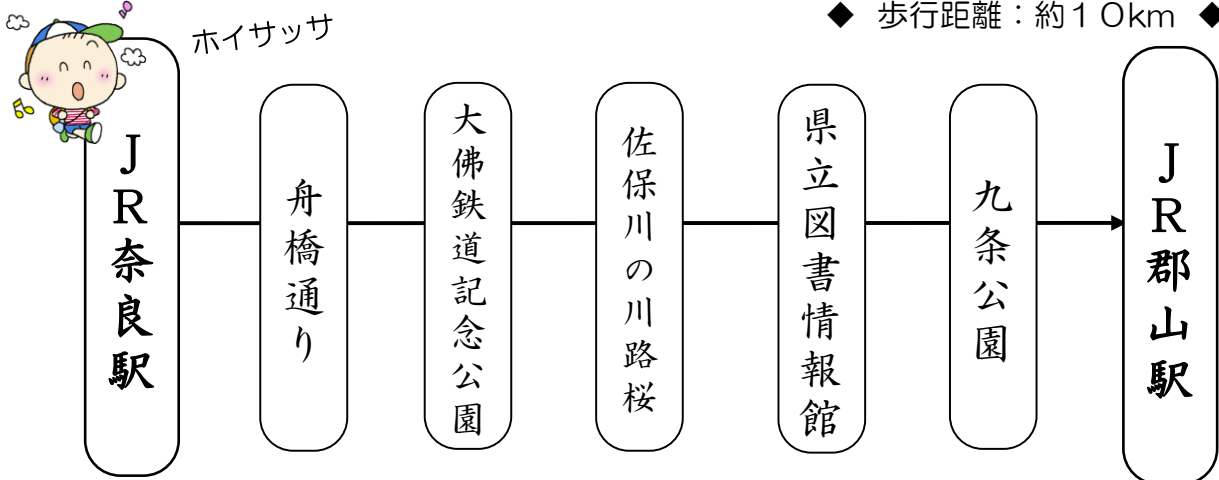 ホイサッサ
◆ 歩行距離：約１０km ◆
ＪＲ奈良駅
舟橋通り
大佛鉄道記念公園
佐保川の川路桜
県立図書情報館
九条公園
ＪＲ郡山駅